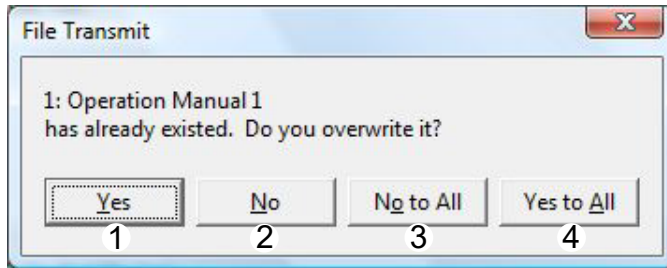 File Transmit
1: Operation Manual 1
has already existed. Do you overwrite it?
Yes No No to All Yes to All
1 2 3 4